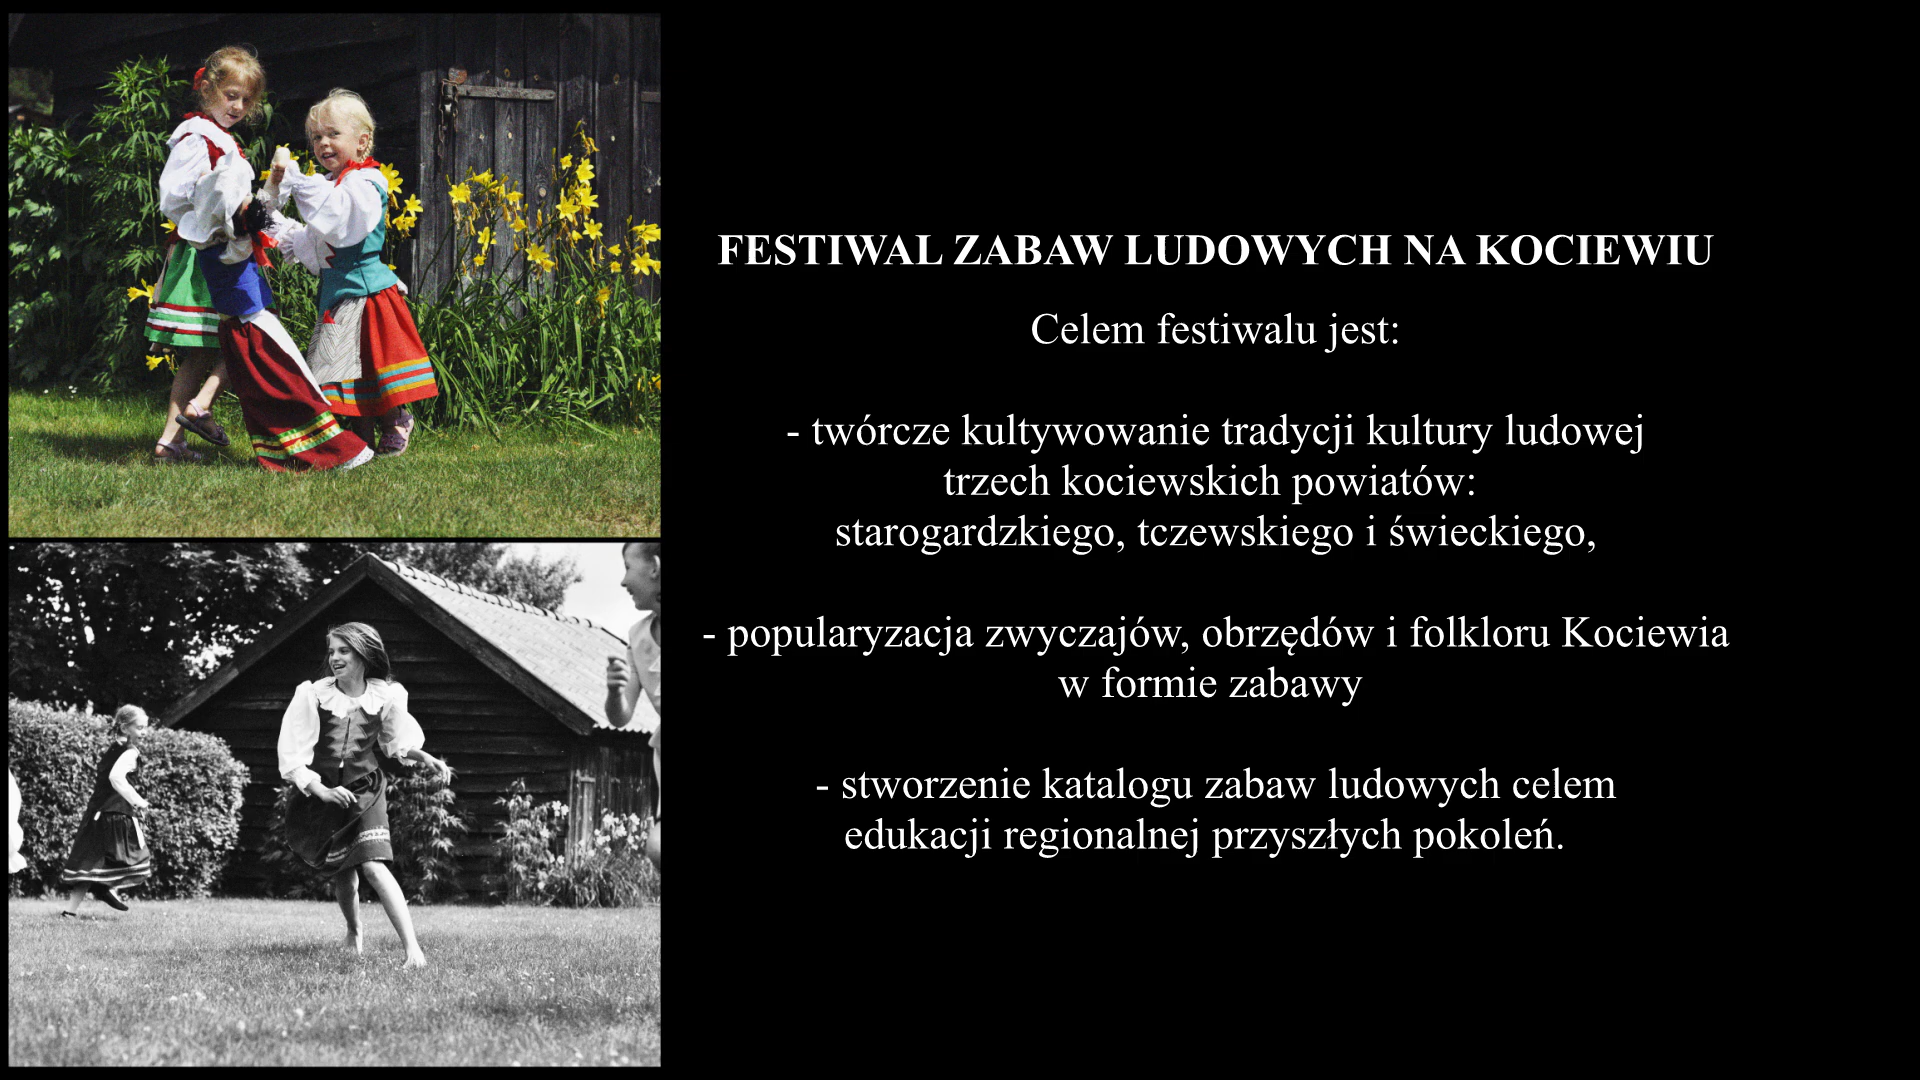 FESTIWAL ZABAW LUDOWYCH NA KOCIEWIU
Celem festiwalu jest:
- twórcze kultywowanie tradycji kultury ludowej
trzech kociewskich powiatów:
starogardzkiego, tczewskiego i świeckiego,
- popularyzacja zwyczajów, obrzędów i folkloru Kociewia
w formie zabawy
- stworzenie katalogu zabaw ludowych celem
edukacji regionalnej przyszłych pokoleń.